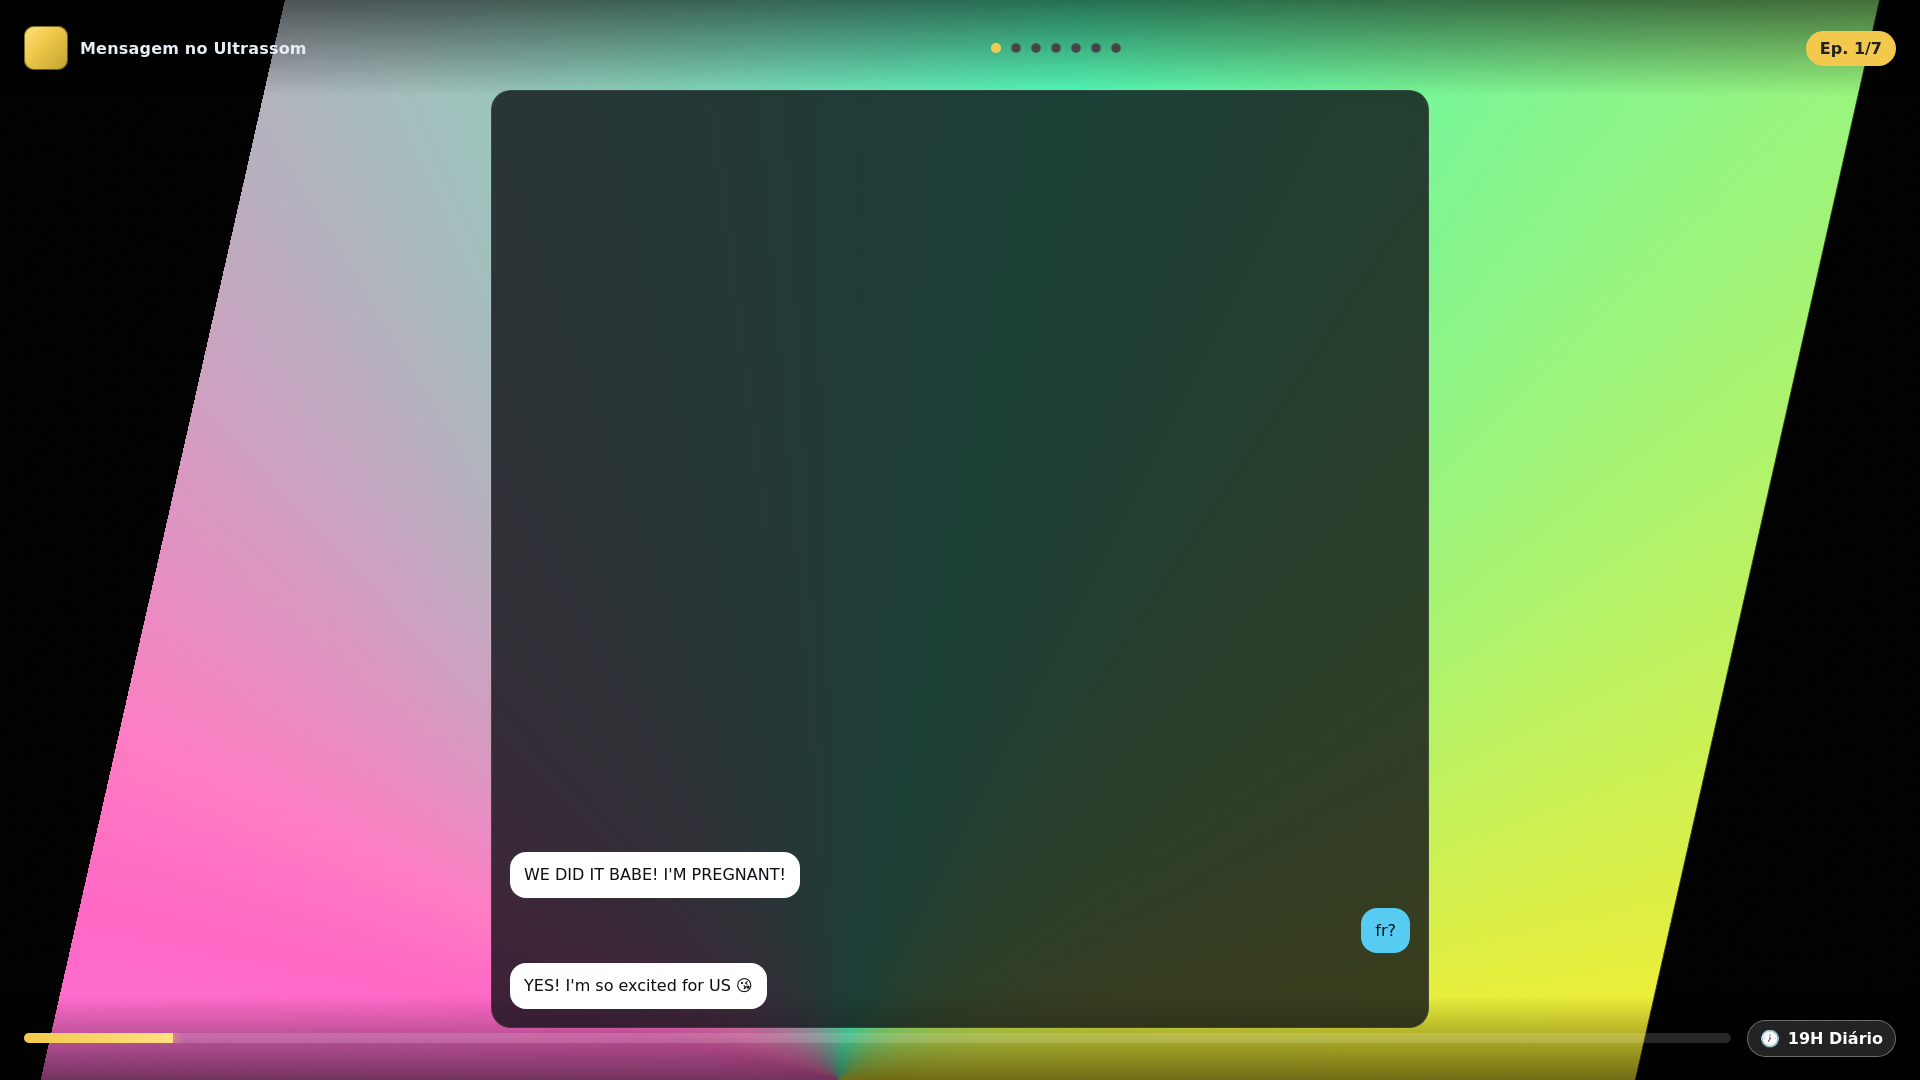 Mensagem no Ultrassom
Ep. 1/7
WE DID IT BABE! I'M PREGNANT!
fr?
YES! I'm so excited for US 😘
🕖 19H Diário